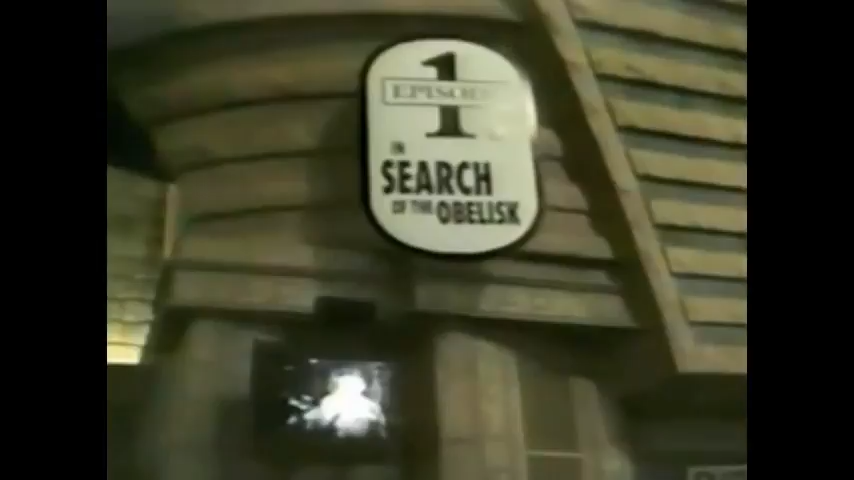 1
EPISODE
IN
SEARCH
OF THE OBELISK